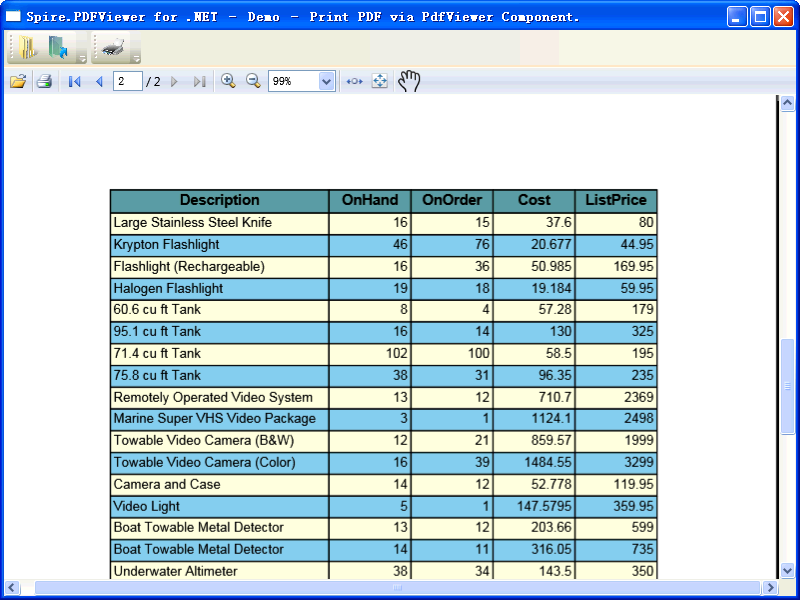 Spire.PDFViewer for .NET - Demo - Print PDF via PdfViewer Component.
2 / 2 99%
Description OnHand OnOrder Cost ListPrice
Large Stainless Steel Knife 16 15 37.6 80
Krypton Flashlight 46 76 20.677 44.95
Flashlight (Rechargeable) 16 36 50.985 169.95
Halogen Flashlight 19 18 19.184 59.95
60.6 cu ft Tank 8 4 57.28 179
95.1 cu ft Tank 16 14 130 325
71.4 cu ft Tank 102 100 58.5 195
75.8 cu ft Tank 38 31 96.35 235
Remotely Operated Video System 13 12 710.7 2369
Marine Super VHS Video Package 3 1 1124.1 2498
Towable Video Camera (B&W) 12 21 859.57 1999
Towable Video Camera (Color) 16 39 1484.55 3299
Camera and Case 14 12 52.778 119.95
Video Light 5 1 147.5795 359.95
Boat Towable Metal Detector 13 12 203.66 599
Boat Towable Metal Detector 14 11 316.05 735
Underwater Altimeter 38 34 143.5 350